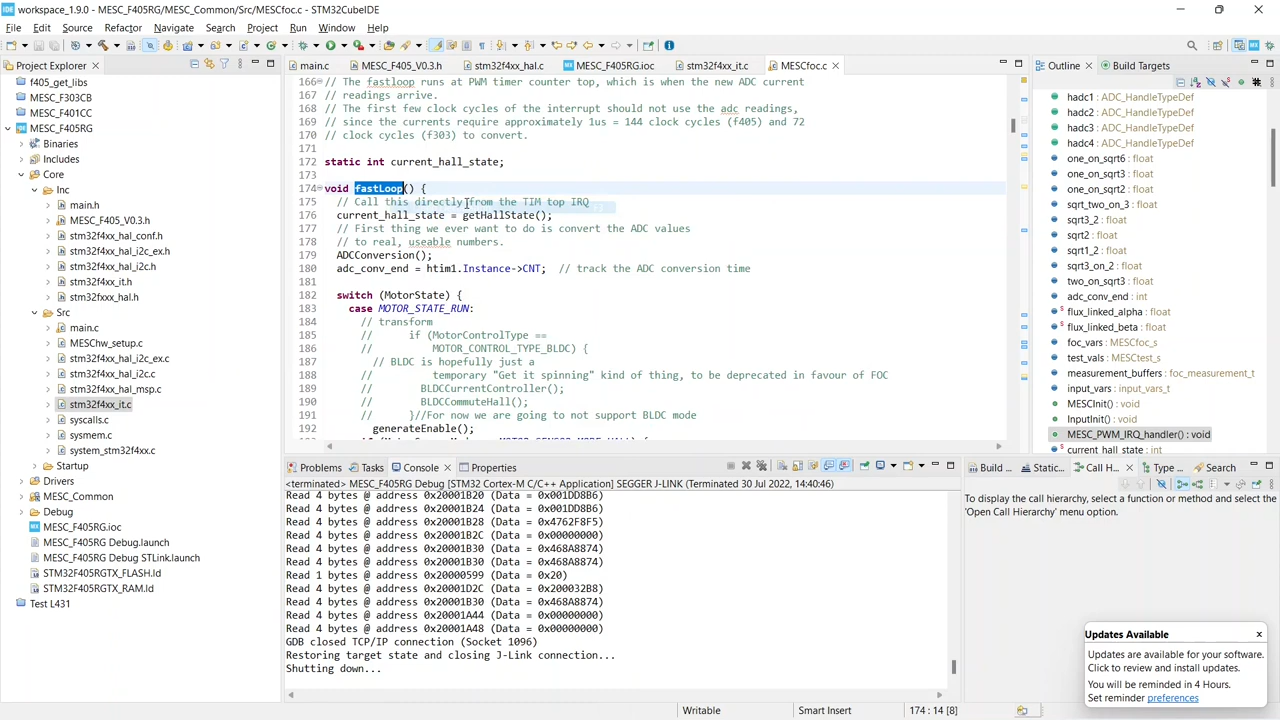 workspace_1.9.0 - MESC_F405RG/MESC_Common/Src/MESCfoc.c - STM32CubeIDE
File Edit Source Refactor Navigate Search Project Run Window Help
Project Explorer
f405_get_libs
MESC_F303CB
MESC_F401CC
MESC_F405RG
Binaries
Includes
Core
Inc
main.h
MESC_F405_V0.3.h
stm32f4xx_hal_conf.h
stm32f4xx_hal_i2c_ex.h
stm32f4xx_hal_i2c.h
stm32f4xx_it.h
stm32fxxx_hal.h
Src
main.c
MESChw_setup.c
stm32f4xx_hal_i2c_ex.c
stm32f4xx_hal_i2c.c
stm32f4xx_hal_msp.c
stm32f4xx_it.c
syscalls.c
sysmem.c
system_stm32f4xx.c
Startup
Drivers
MESC_Common
Debug
MESC_F405RG.ioc
MESC_F405RG Debug.launch
MESC_F405RG Debug STLink.launch
STM32F405RGTX_FLASH.ld
STM32F405RGTX_RAM.ld
Test L431
main.c MESC_F405_V0.3.h stm32f4xx_hal.c MESC_F405RG.ioc stm32f4xx_it.c MESCfoc.c
166 // The fastloop runs at PWM timer counter top, which is when the new ADC current
167 // readings arrive.
168 // The first few clock cycles of the interrupt should not use the adc readings,
169 // since the currents require approximately 1us = 144 clock cycles (f405) and 72
170 // clock cycles (f303) to convert.
171
172 static int current_hall_state;
173
174 void fastLoop() {
175 // Call this directly from the TIM top IRQ
176 current_hall_state = getHallState();
177 // First thing we ever want to do is convert the ADC values
178 // to real, useable numbers.
179 ADCConversion();
180 adc_conv_end = htim1.Instance->CNT; // track the ADC conversion time
181
182 switch (MotorState) {
183 case MOTOR_STATE_RUN:
184 // transform
185 // if (MotorControlType ==
186 // MOTOR_CONTROL_TYPE_BLDC) {
187 // BLDC is hopefully just a
188 // temporary "Get it spinning" kind of thing, to be deprecated in favour of FOC
189 // BLDCCurrentController();
190 // BLDCCommuteHall();
191 // }//For now we are going to not support BLDC mode
generateEnable();
Problems Tasks Console Properties
<terminated> MESC_F405RG Debug [STM32 Cortex-M C/C++ Application] SEGGER J-LINK (Terminated 30 Jul 2022, 14:40:46)
Read 4 bytes @ address 0x20001B20 (Data = 0x001DD8B6)
Read 4 bytes @ address 0x20001B24 (Data = 0x001DD8B6)
Read 4 bytes @ address 0x20001B28 (Data = 0x4762F8F5)
Read 4 bytes @ address 0x20001B2C (Data = 0x00000000)
Read 4 bytes @ address 0x20001B30 (Data = 0x468A8874)
Read 4 bytes @ address 0x20001B30 (Data = 0x468A8874)
Read 1 bytes @ address 0x20000599 (Data = 0x20)
Read 4 bytes @ address 0x20001D2C (Data = 0x200032B8)
Read 4 bytes @ address 0x20001B30 (Data = 0x468A8874)
Read 4 bytes @ address 0x20001A44 (Data = 0x00000000)
Read 4 bytes @ address 0x20001A48 (Data = 0x00000000)
GDB closed TCP/IP connection (Socket 1096)
Restoring target state and closing J-Link connection...
Shutting down...
Outline Build Targets
hadc1 : ADC_HandleTypeDef
hadc2 : ADC_HandleTypeDef
hadc3 : ADC_HandleTypeDef
hadc4 : ADC_HandleTypeDef
one_on_sqrt6 : float
one_on_sqrt3 : float
one_on_sqrt2 : float
sqrt_two_on_3 : float
sqrt3_2 : float
sqrt2 : float
sqrt1_2 : float
sqrt3_on_2 : float
two_on_sqrt3 : float
adc_conv_end : int
flux_linked_alpha : float
flux_linked_beta : float
foc_vars : MESCfoc_s
test_vals : MESCtest_s
measurement_buffers : foc_measurement_t
input_vars : input_vars_t
MESCInit() : void
InputInit() : void
MESC_PWM_IRQ_handler() : void
current_hall_state : int
Build ... Static... Call H... Type ... Search
To display the call hierarchy, select a function or method and select the
'Open Call Hierarchy' menu option.
Updates Available
Updates are available for your software.
Click to review and install updates.
You will be reminded in 4 Hours.
Set reminder preferences
Writable Smart Insert 174 : 14 [8]